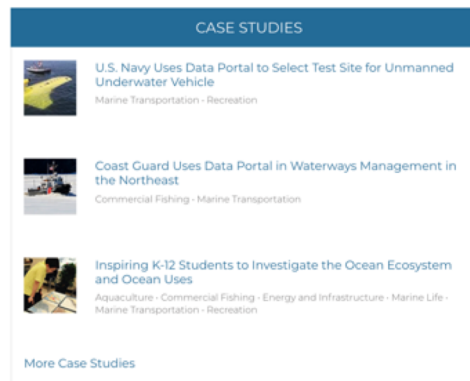 CASE STUDIES
U.S. Navy Uses Data Portal to Select Test Site for Unmanned
Underwater Vehicle
Marine Transportation - Recreation
Coast Guard Uses Data Portal in Waterways Management in
the Northeast
Commercial Fishing - Marine Transportation
Inspiring K-12 Students to Investigate the Ocean Ecosystem
and Ocean Uses
Aquaculture - Commercial Fishing - Energy and Infrastructure - Marine Life -
Marine Transportation - Recreation
More Case Studies